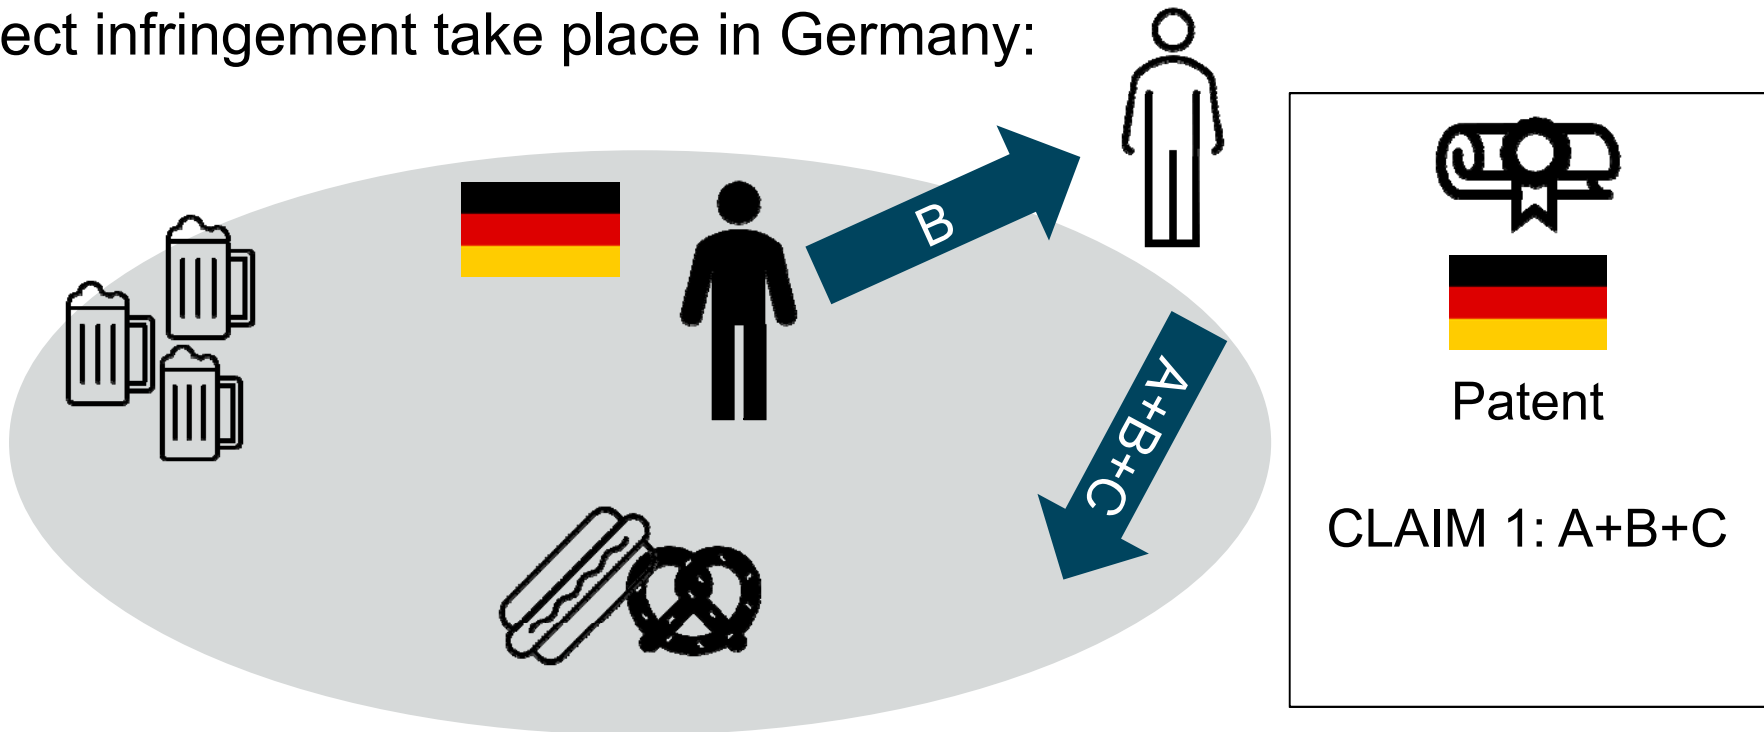 ect infringement take place in Germany:
B
A+B+C
Patent
CLAIM 1: A+B+C